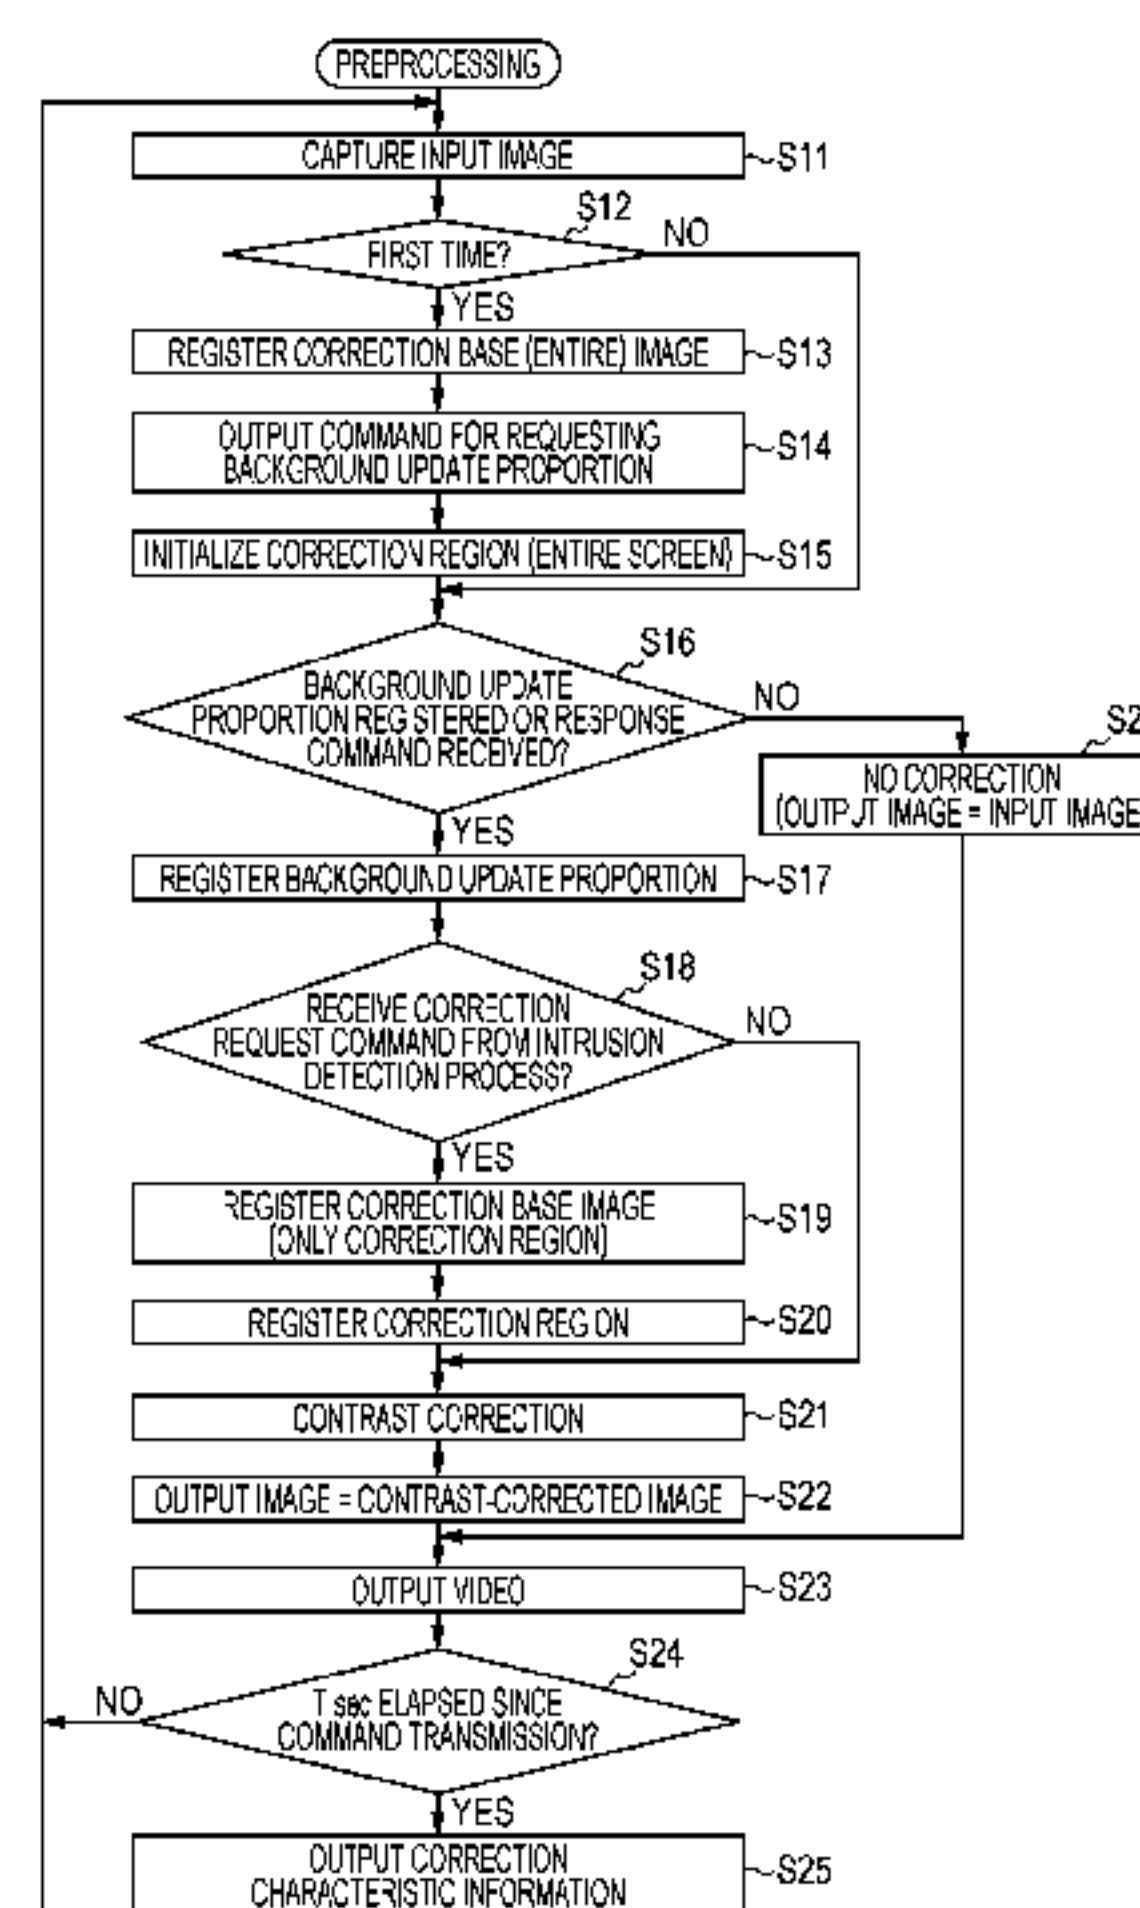 PREPROCESSING
CAPTURE INPUT IMAGE
S11
S12
FIRST TIME?
NO
YES
REGISTER CORRECTION BASE (ENTIRE) IMAGE
S13
OUTPUT COMMAND FOR REQUESTING
BACKGROUND UPDATE PROPORTION
S14
INITIALIZE CORRECTION REGION (ENTIRE SCREEN)
S15
S16
BACKGROUND UPDATE
PROPORTION REGISTERED OR RESPONSE
COMMAND RECEIVED?
NO
YES
NO CORRECTION
(OUTPUT IMAGE = INPUT IMAGE
REGISTER BACKGROUND UPDATE PROPORTION
S17
S18
RECEIVE CORRECTION
REQUEST COMMAND FROM INTRUSION
DETECTION PROCESS?
NO
YES
REGISTER CORRECTION BASE IMAGE
(ONLY CORRECTION REGION)
S19
REGISTER CORRECTION REGION
S20
CONTRAST CORRECTION
S21
OUTPUT IMAGE = CONTRAST-CORRECTED IMAGE
S22
OUTPUT VIDEO
S23
S24
T sec ELAPSED SINCE
COMMAND TRANSMISSION?
NO
YES
OUTPUT CORRECTION
CHARACTERISTIC INFORMATION
S25